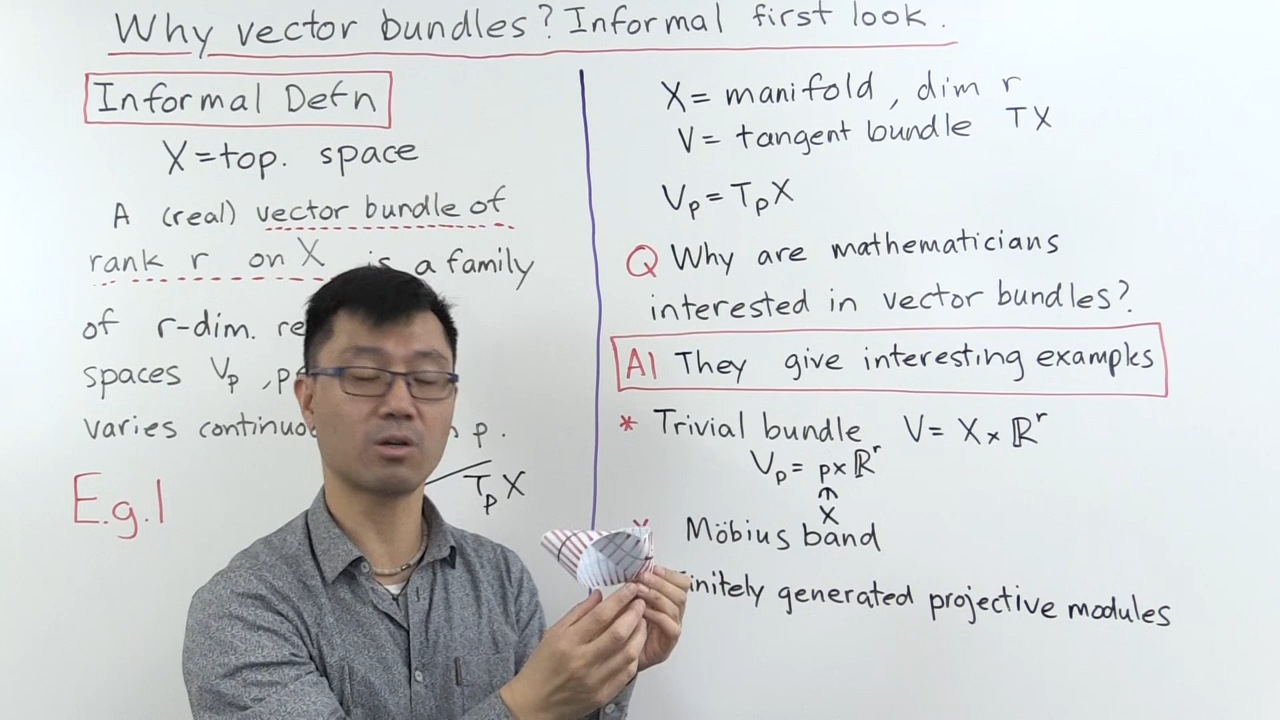 Why vector bundles? Informal first look.
Informal Defn
X = top. space
A (real) vector bundle of
rank r on X is a family
of r-dim. re
spaces Vp , p
varies continuo p.
E.g.1
TpX
X = manifold, dim r
V = tangent bundle TX
Vp = TpX
Q Why are mathematicians
interested in vector bundles?
A1 They give interesting examples
* Trivial bundle V = X × ℝ^r
Vp = p × ℝ^r
X
Möbius band
initely generated projective modules